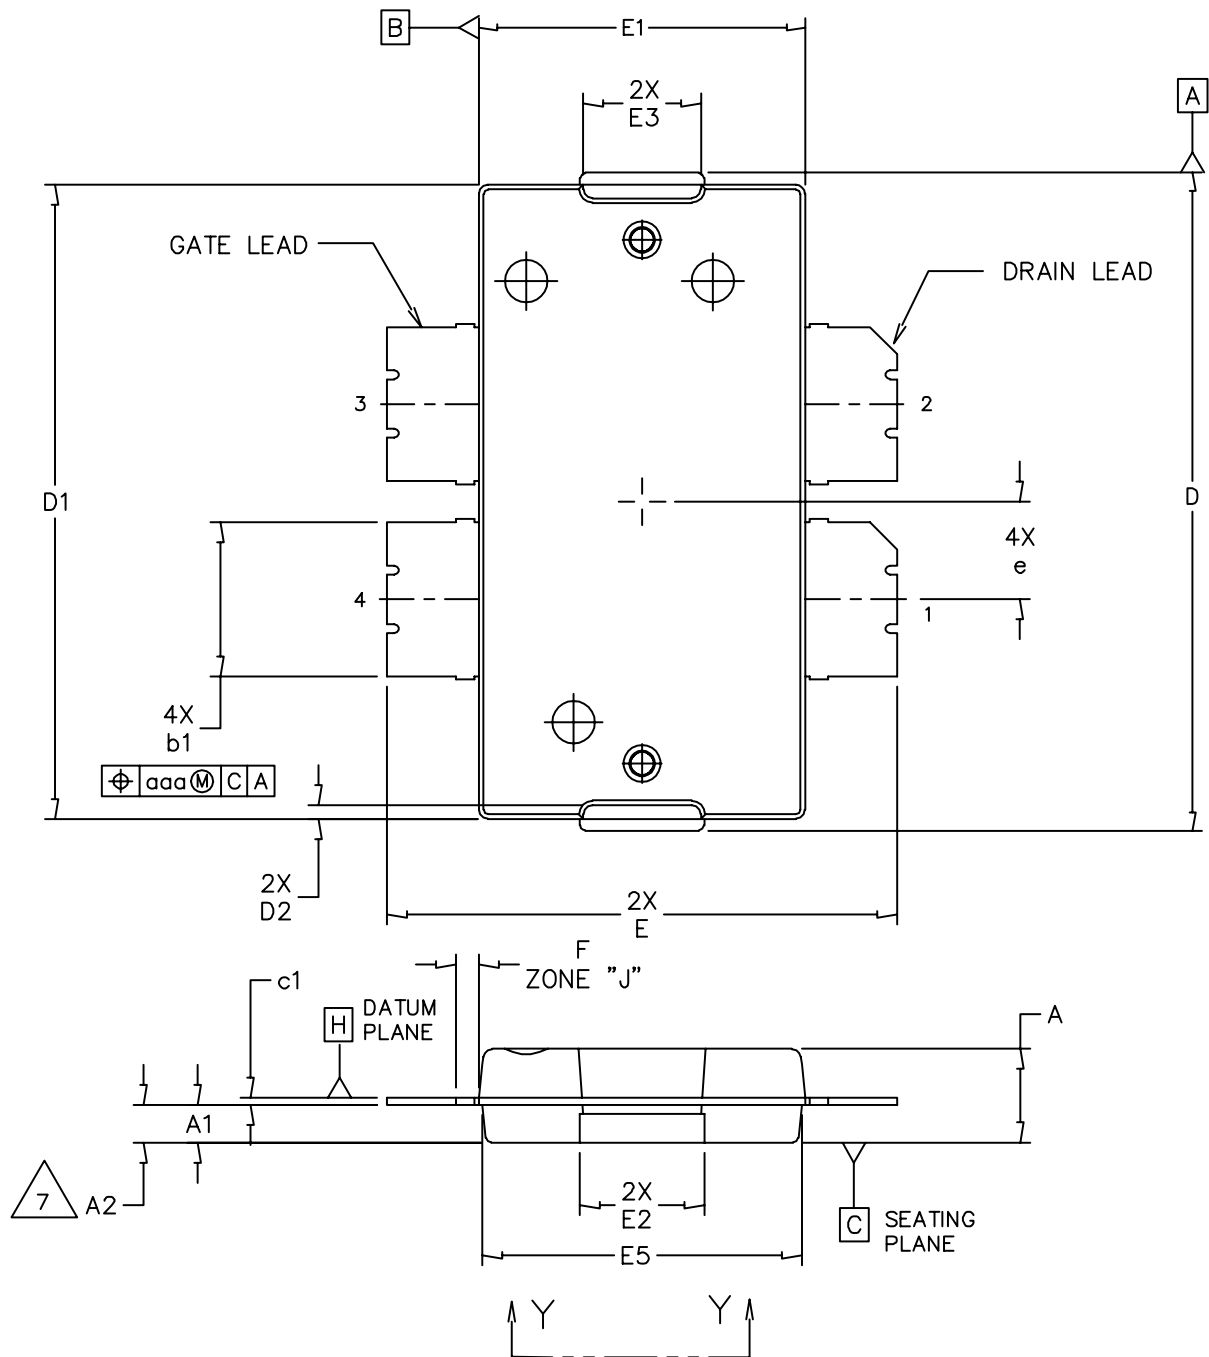 B
E1
2X
E3
A
GATE LEAD
DRAIN LEAD
3
2
D1
D
4X
e
4
1
4X
b1
aaa Ⓜ C A
2X
D2
2X
E
F
ZONE "J"
c1
H
DATUM
PLANE
A
A1
7
A2
2X
E2
C
SEATING
PLANE
E5
Y
Y